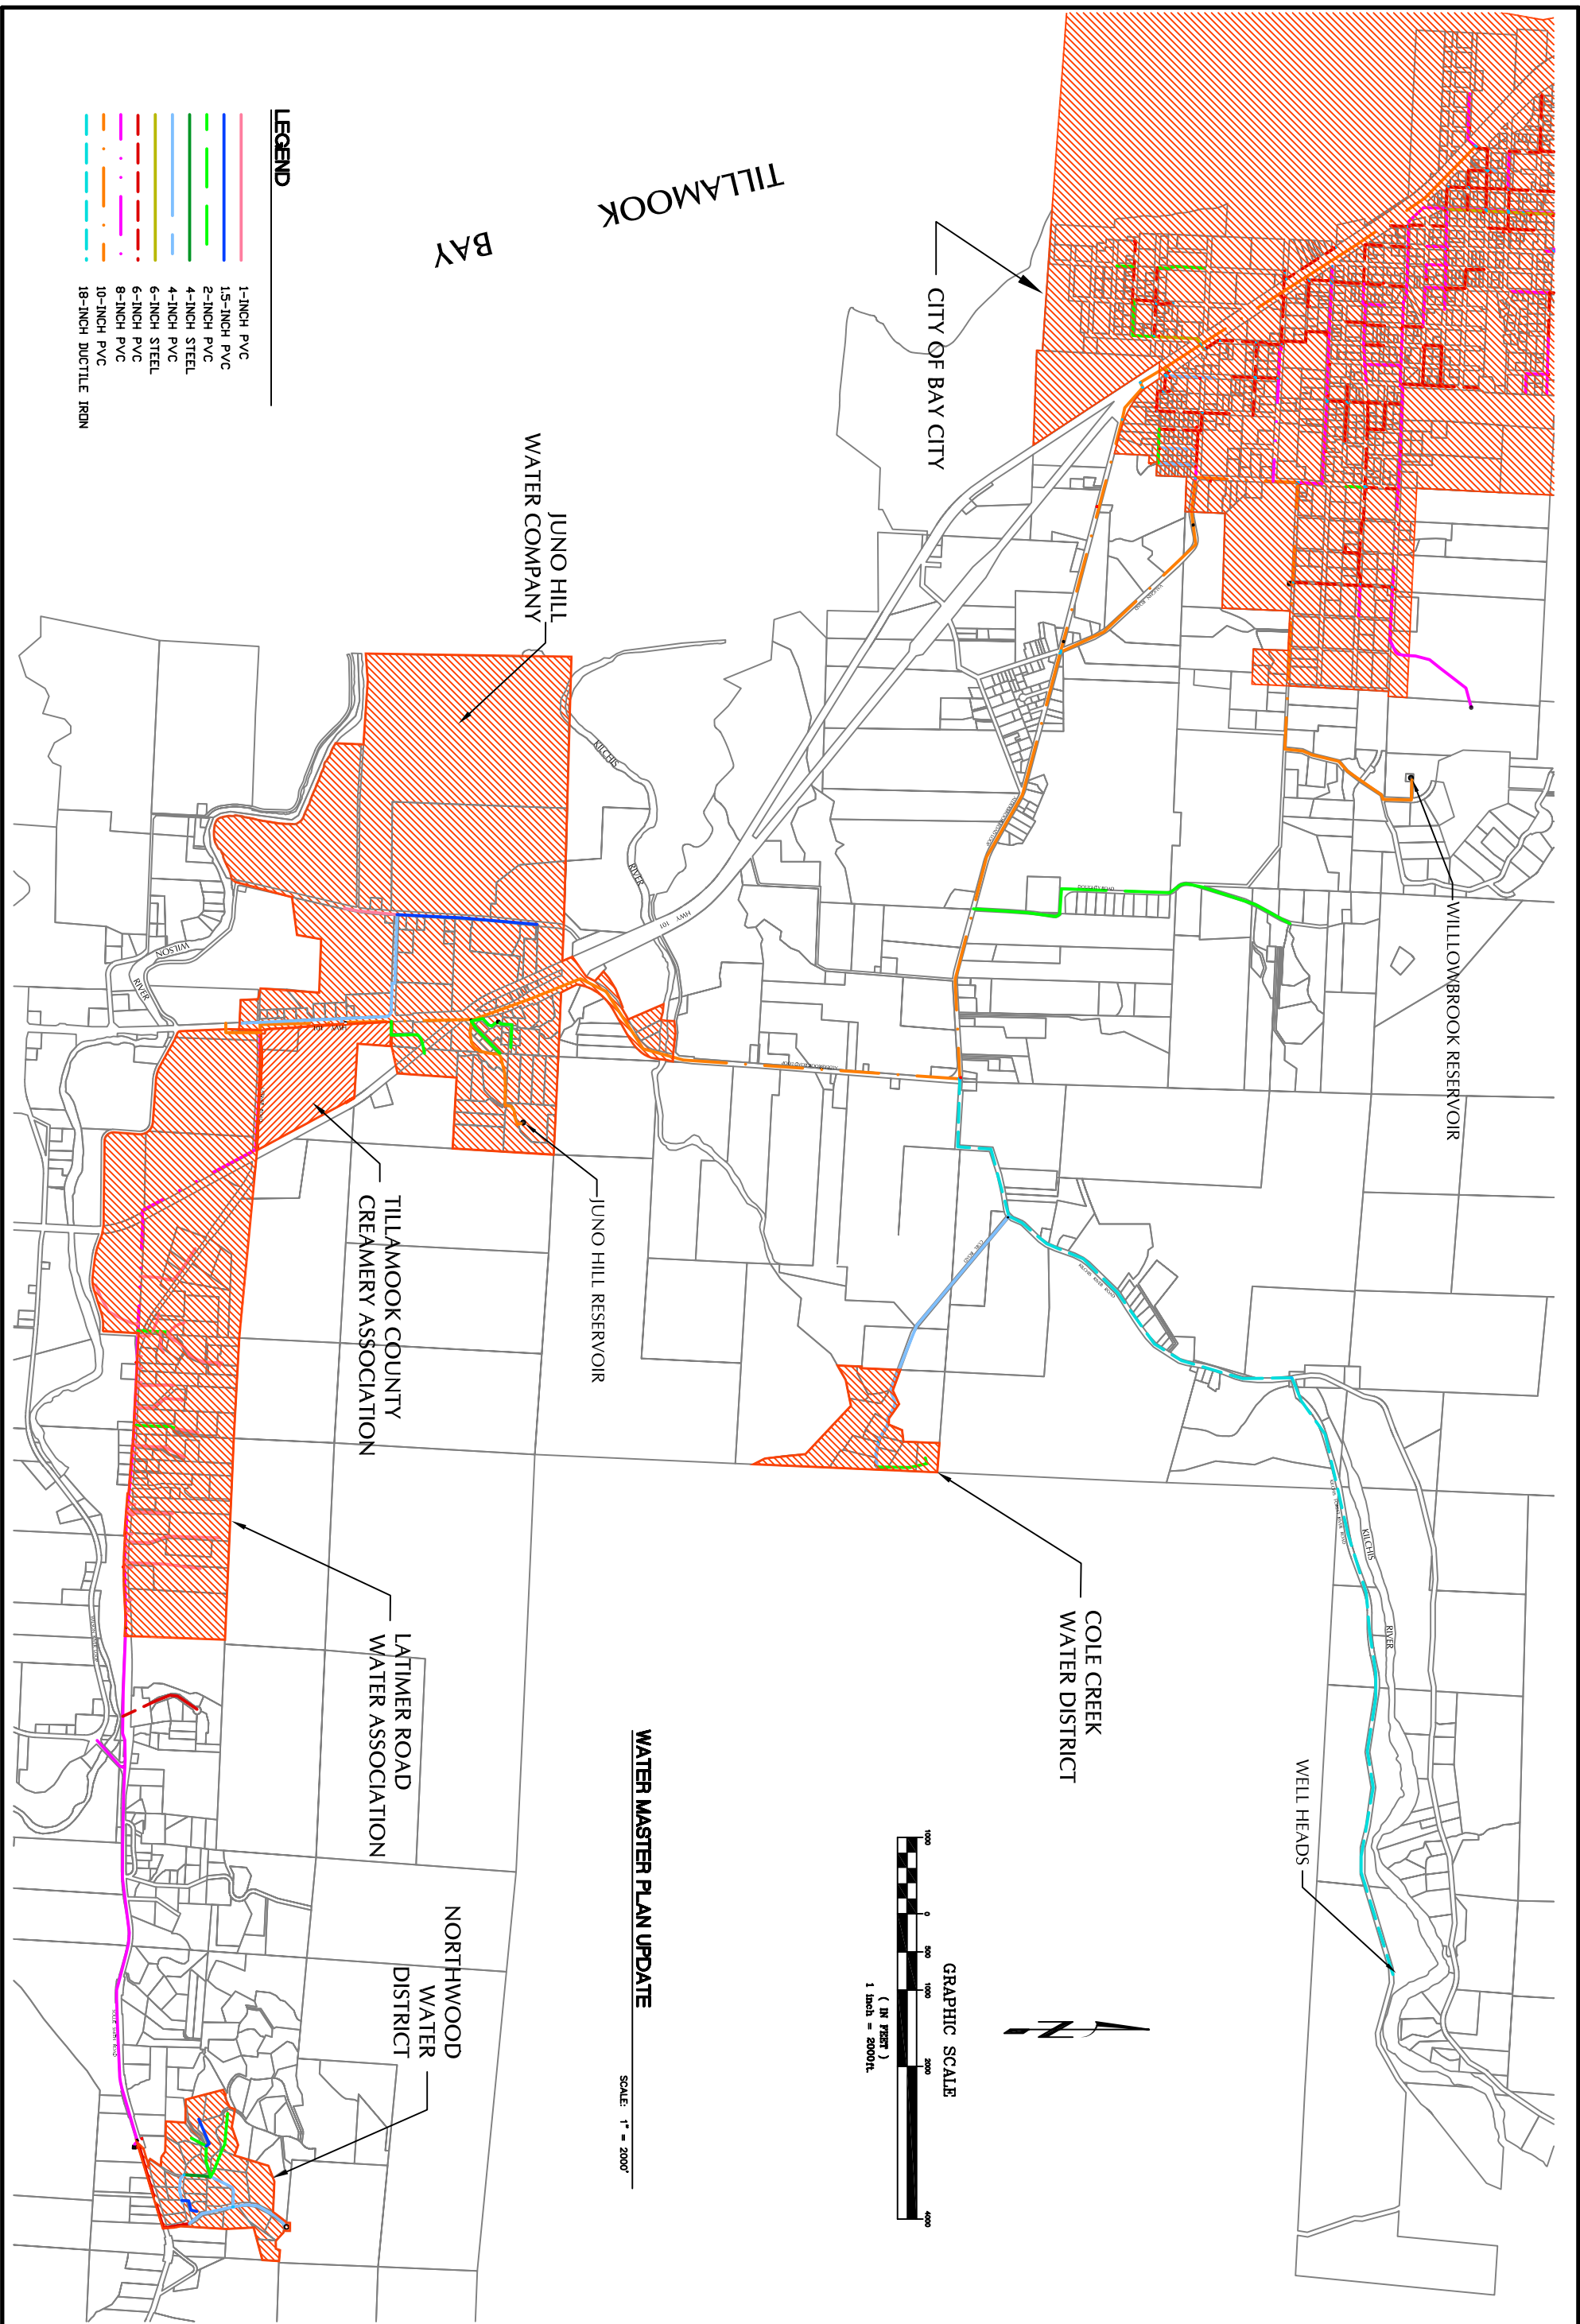 TILLAMOOK
BAY
CITY OF BAY CITY
WILLLOWBROOK RESERVOIR
JUNO HILL
WATER COMPANY
KILCHIS
RIVER
HWY 101
WILSON
RIVER
JUNO HILL RESERVOIR
TILLAMOOK COUNTY
CREAMERY ASSOCIATION
COLE CREEK
WATER DISTRICT
KILCHIS RIVER ROAD
KILCHIS
RIVER
WELL HEADS
LATIMER ROAD
WATER ASSOCIATION
NORTHWOOD
WATER
DISTRICT
GRAPHIC SCALE
1000 0 500 1000 2000 4000
( IN FEET )
1 inch = 2000ft.
N
WATER MASTER PLAN UPDATE
SCALE: 1" = 2000'
LEGEND
1-INCH PVC
1.5-INCH PVC
2-INCH PVC
4-INCH STEEL
4-INCH PVC
6-INCH STEEL
6-INCH PVC
8-INCH PVC
10-INCH PVC
18-INCH DUCTILE IRON